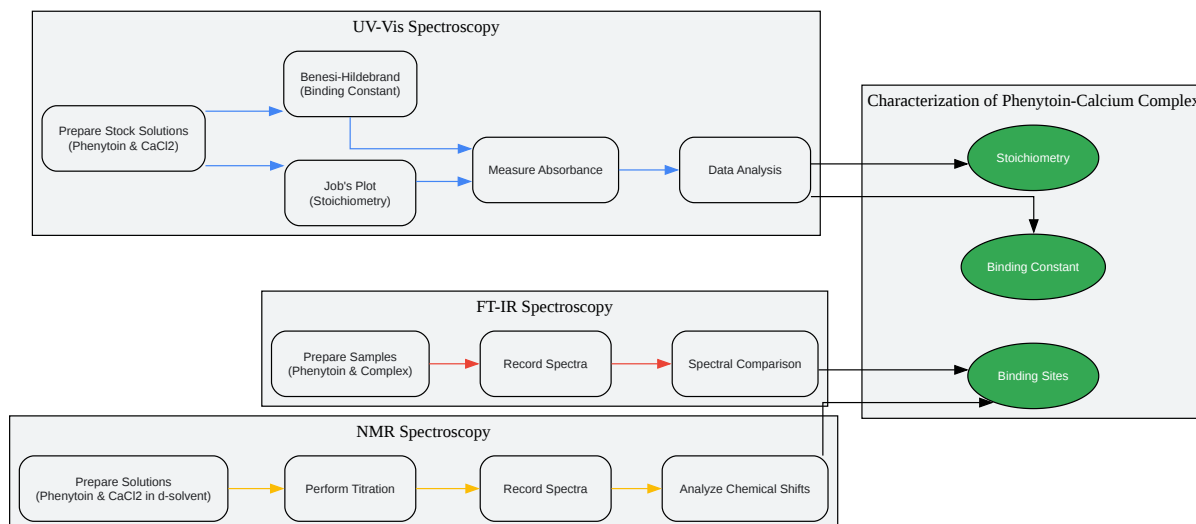 UV-Vis Spectroscopy
Prepare Stock Solutions
(Phenytoin & CaCl2)
Benesi-Hildebrand
(Binding Constant)
Job's Plot
(Stoichiometry)
Measure Absorbance
Data Analysis
Characterization of Phenytoin-Calcium Complex
Stoichiometry
Binding Constant
Binding Sites
FT-IR Spectroscopy
Prepare Samples
(Phenytoin & Complex)
Record Spectra
Spectral Comparison
NMR Spectroscopy
Prepare Solutions
(Phenytoin & CaCl2 in d-solvent)
Perform Titration
Record Spectra
Analyze Chemical Shifts